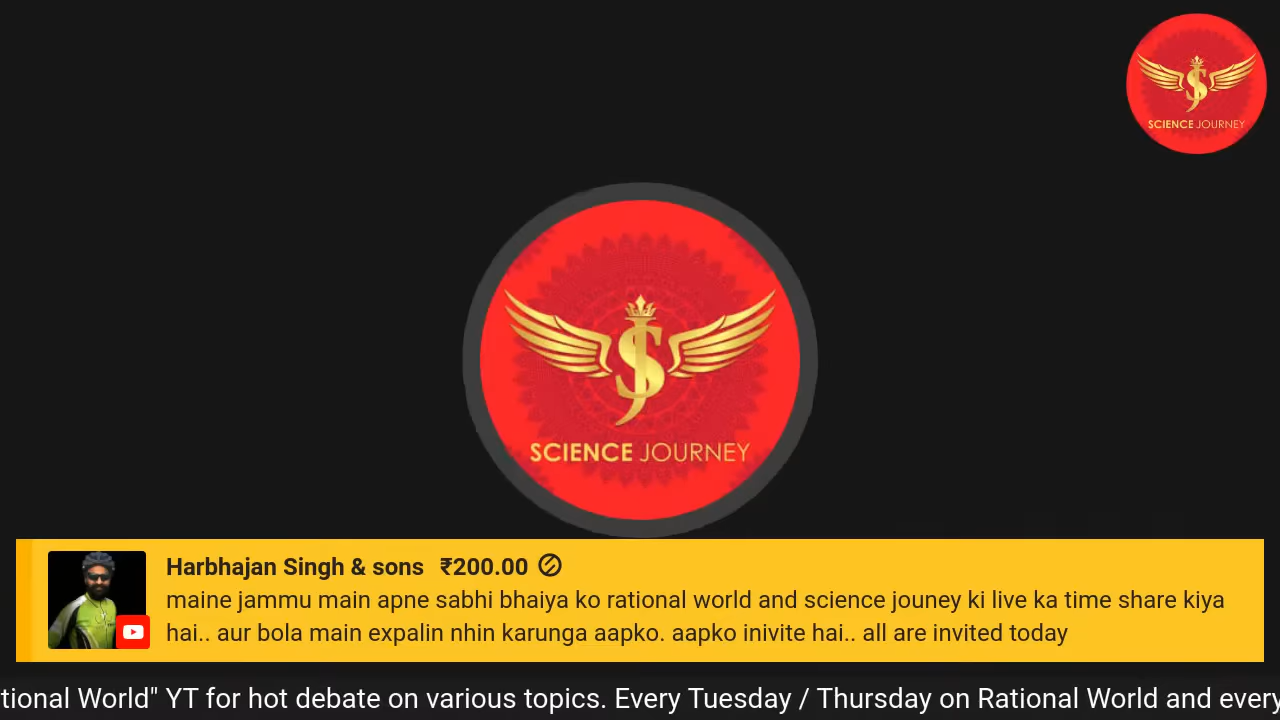 SCIENCE JOURNEY
SCIENCE JOURNEY
Harbhajan Singh & sons ₹200.00
maine jammu main apne sabhi bhaiya ko rational world and science jouney ki live ka time share kiya
hai.. aur bola main expalin nhin karunga aapko. aapko inivite hai.. all are invited today
tional World" YT for hot debate on various topics. Every Tuesday / Thursday on Rational World and every